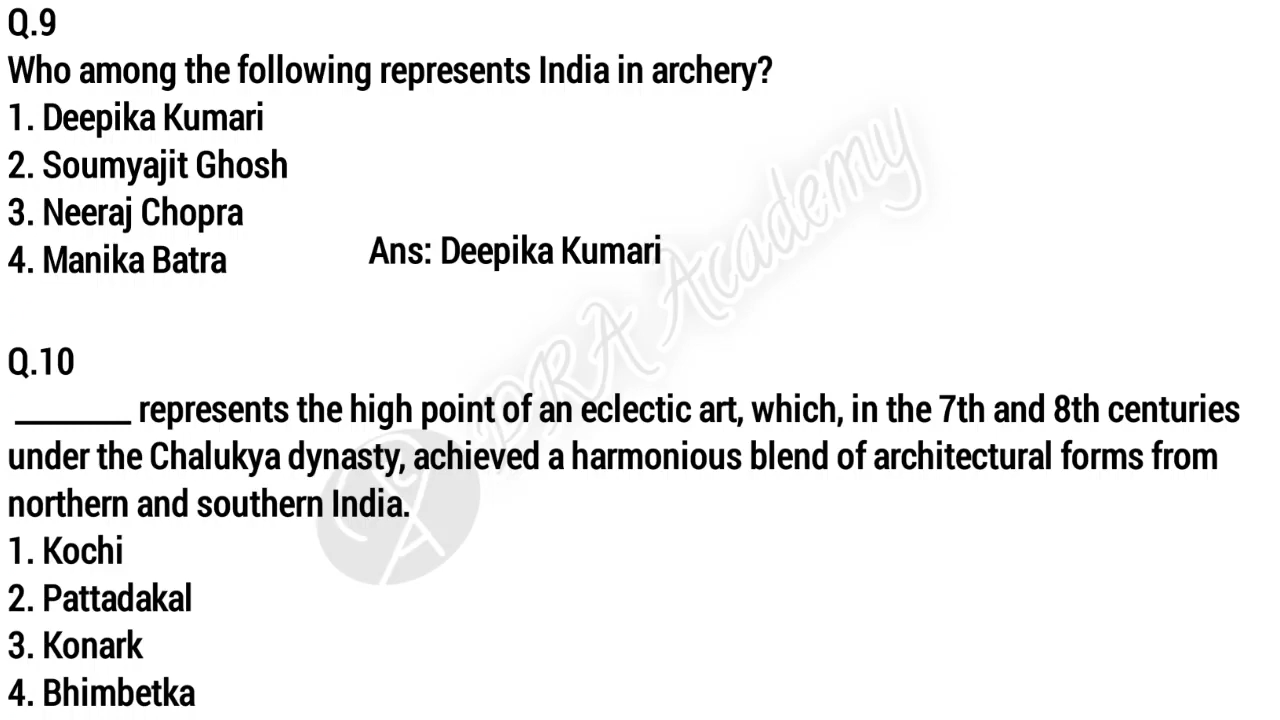 Q.9
Who among the following represents India in archery?
1. Deepika Kumari
2. Soumyajit Ghosh
3. Neeraj Chopra
4. Manika Batra
Ans: Deepika Kumari
PRA Academy
Q.10
_______ represents the high point of an eclectic art, which, in the 7th and 8th centuries
under the Chalukya dynasty, achieved a harmonious blend of architectural forms from
northern and southern India.
1. Kochi
2. Pattadakal
3. Konark
4. Bhimbetka